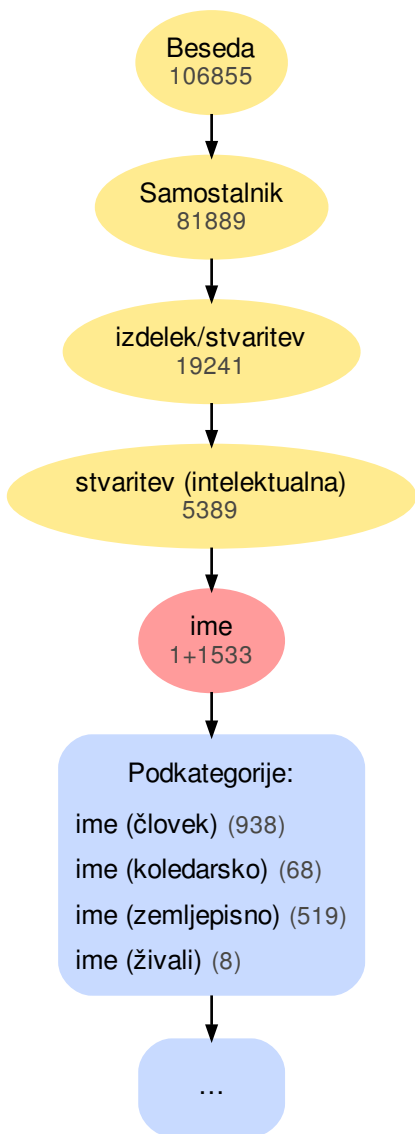 Beseda
106855
Samostalnik
81889
izdelek/stvaritev
19241
stvaritev (intelektualna)
5389
ime
1+1533
Podkategorije:
ime (človek) (938)
ime (koledarsko) (68)
ime (zemljepisno) (519)
ime (živali) (8)
...